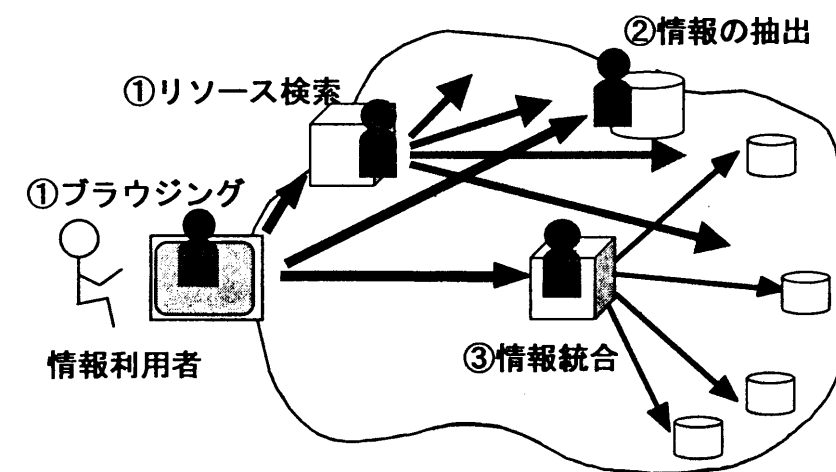 ②情報の抽出
①リソース検索
①ブラウジング
情報利用者
③情報統合